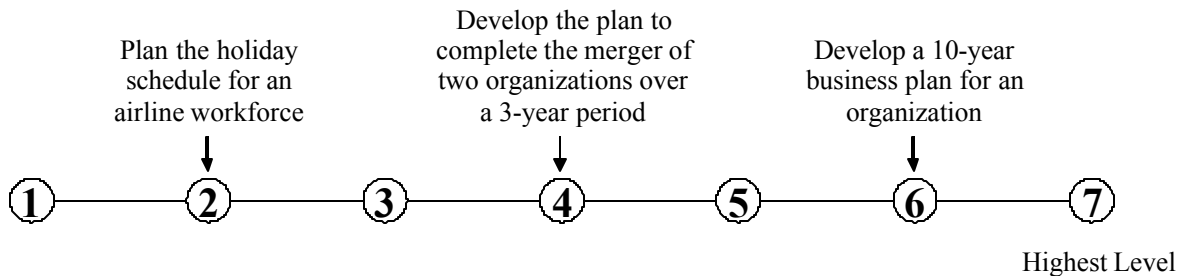 Plan the holiday
schedule for an
airline workforce
Develop the plan to
complete the merger of
two organizations over
a 3-year period
Develop a 10-year
business plan for an
organization
1 2 3 4 5 6 7
Highest Level